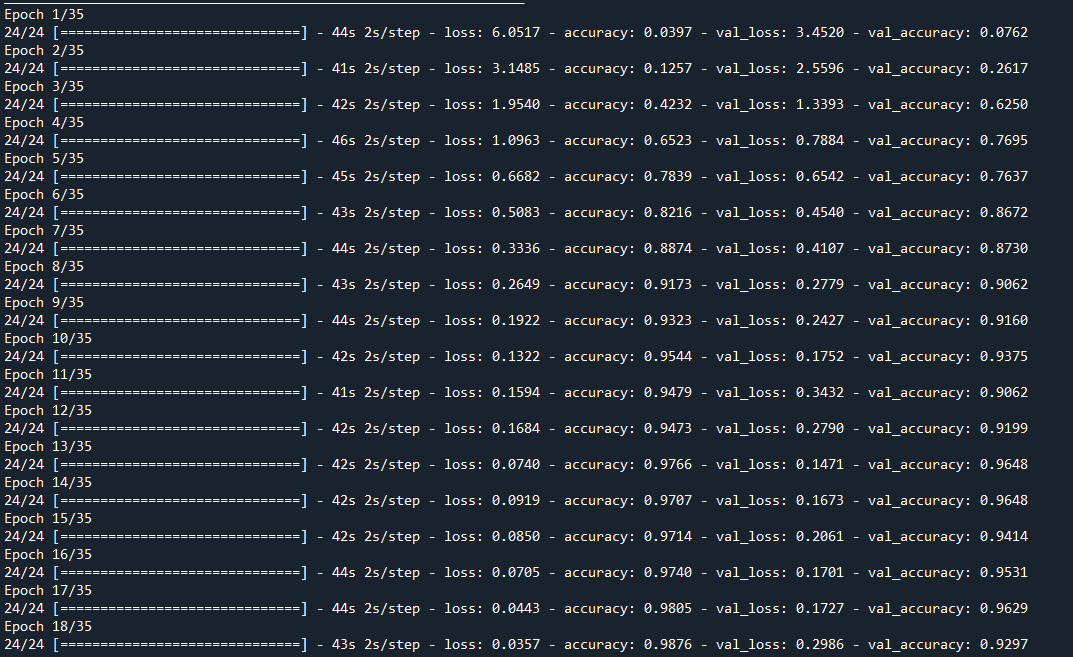 Epoch 1/35
24/24 [==============================] - 44s 2s/step - loss: 6.0517 - accuracy: 0.0397 - val_loss: 3.4520 - val_accuracy: 0.0762
Epoch 2/35
24/24 [==============================] - 41s 2s/step - loss: 3.1485 - accuracy: 0.1257 - val_loss: 2.5596 - val_accuracy: 0.2617
Epoch 3/35
24/24 [==============================] - 42s 2s/step - loss: 1.9540 - accuracy: 0.4232 - val_loss: 1.3393 - val_accuracy: 0.6250
Epoch 4/35
24/24 [==============================] - 46s 2s/step - loss: 1.0963 - accuracy: 0.6523 - val_loss: 0.7884 - val_accuracy: 0.7695
Epoch 5/35
24/24 [==============================] - 45s 2s/step - loss: 0.6682 - accuracy: 0.7839 - val_loss: 0.6542 - val_accuracy: 0.7637
Epoch 6/35
24/24 [==============================] - 43s 2s/step - loss: 0.5083 - accuracy: 0.8216 - val_loss: 0.4540 - val_accuracy: 0.8672
Epoch 7/35
24/24 [==============================] - 44s 2s/step - loss: 0.3336 - accuracy: 0.8874 - val_loss: 0.4107 - val_accuracy: 0.8730
Epoch 8/35
24/24 [==============================] - 43s 2s/step - loss: 0.2649 - accuracy: 0.9173 - val_loss: 0.2779 - val_accuracy: 0.9062
Epoch 9/35
24/24 [==============================] - 44s 2s/step - loss: 0.1922 - accuracy: 0.9323 - val_loss: 0.2427 - val_accuracy: 0.9160
Epoch 10/35
24/24 [==============================] - 42s 2s/step - loss: 0.1322 - accuracy: 0.9544 - val_loss: 0.1752 - val_accuracy: 0.9375
Epoch 11/35
24/24 [==============================] - 41s 2s/step - loss: 0.1594 - accuracy: 0.9479 - val_loss: 0.3432 - val_accuracy: 0.9062
Epoch 12/35
24/24 [==============================] - 42s 2s/step - loss: 0.1684 - accuracy: 0.9473 - val_loss: 0.2790 - val_accuracy: 0.9199
Epoch 13/35
24/24 [==============================] - 42s 2s/step - loss: 0.0740 - accuracy: 0.9766 - val_loss: 0.1471 - val_accuracy: 0.9648
Epoch 14/35
24/24 [==============================] - 42s 2s/step - loss: 0.0919 - accuracy: 0.9707 - val_loss: 0.1673 - val_accuracy: 0.9648
Epoch 15/35
24/24 [==============================] - 42s 2s/step - loss: 0.0850 - accuracy: 0.9714 - val_loss: 0.2061 - val_accuracy: 0.9414
Epoch 16/35
24/24 [==============================] - 44s 2s/step - loss: 0.0705 - accuracy: 0.9740 - val_loss: 0.1701 - val_accuracy: 0.9531
Epoch 17/35
24/24 [==============================] - 44s 2s/step - loss: 0.0443 - accuracy: 0.9805 - val_loss: 0.1727 - val_accuracy: 0.9629
Epoch 18/35
24/24 [==============================] - 43s 2s/step - loss: 0.0357 - accuracy: 0.9876 - val_loss: 0.2986 - val_accuracy: 0.9297